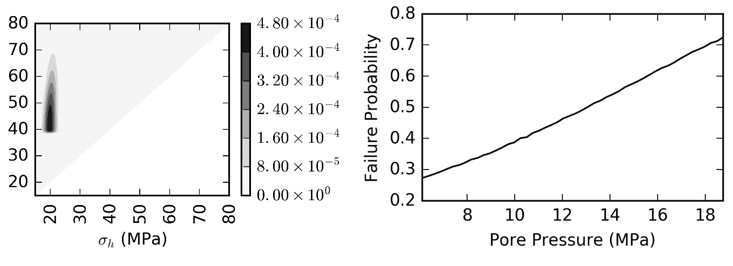 80
70
60
50
40
30
20
20 30 40 50 60 70 80
σh (MPa)
4.80 × 10⁻⁴
4.00 × 10⁻⁴
3.20 × 10⁻⁴
2.40 × 10⁻⁴
1.60 × 10⁻⁴
8.00 × 10⁻⁵
0.00 × 10⁰
Failure Probability
0.8
0.7
0.6
0.5
0.4
0.3
0.2
8 10 12 14 16 18
Pore Pressure (MPa)